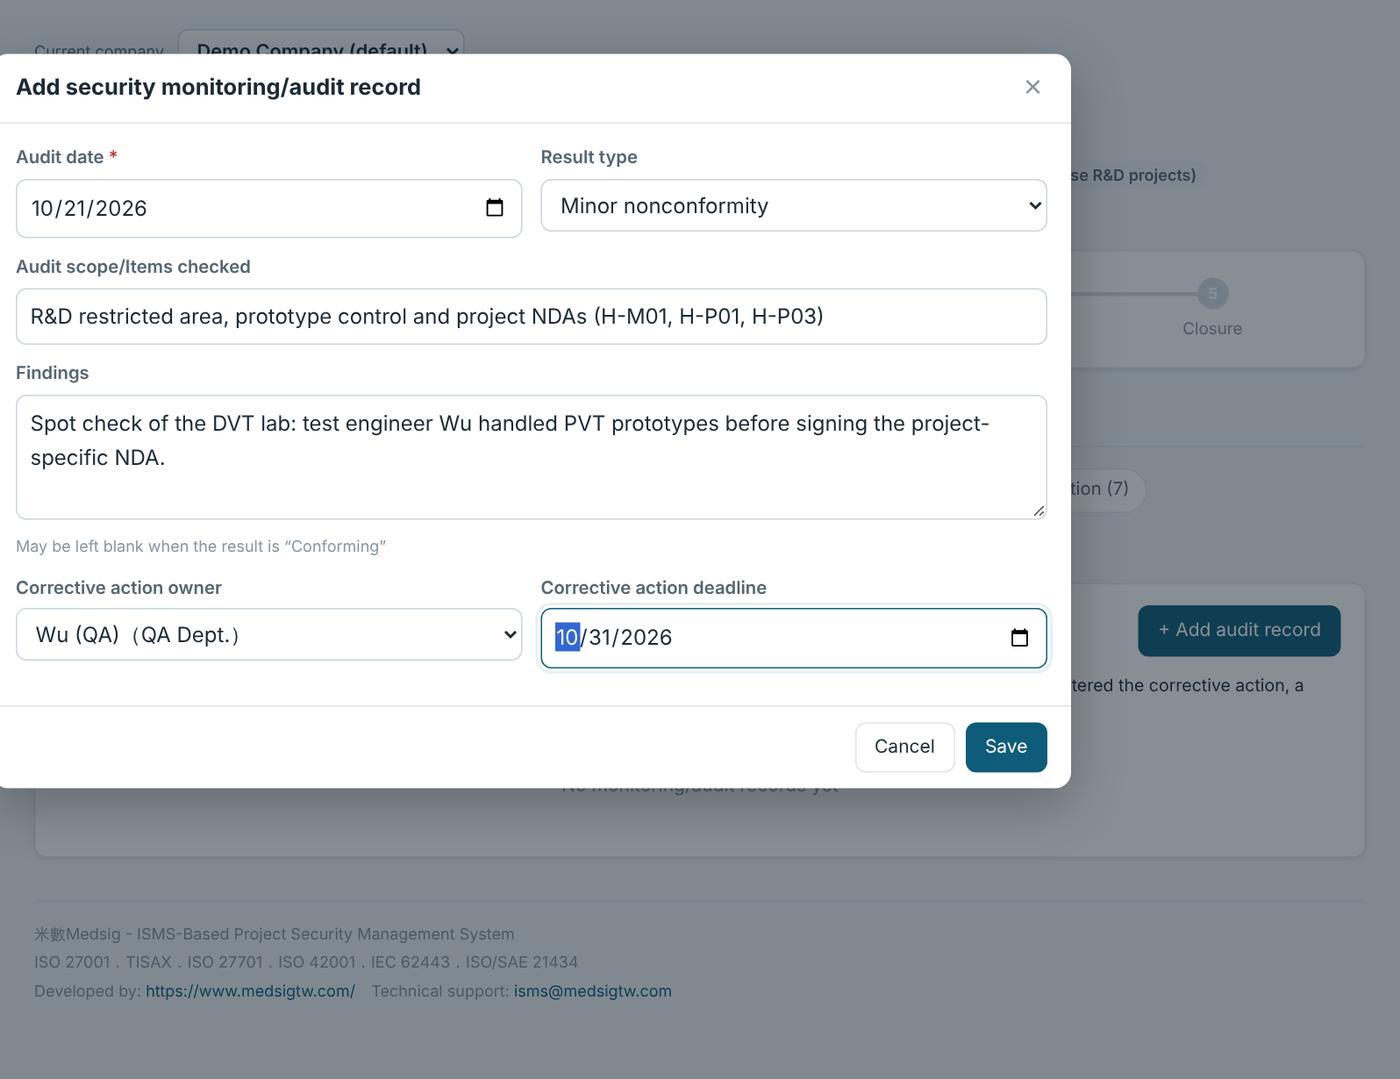 Current company
Demo Company (default)
Add security monitoring/audit record
×
Audit date *
Result type
10/21/2026
Minor nonconformity
se R&D projects)
Audit scope/Items checked
R&D restricted area, prototype control and project NDAs (H-M01, H-P01, H-P03)
5
Closure
Findings
Spot check of the DVT lab: test engineer Wu handled PVT prototypes before signing the project-
specific NDA.
tion (7)
May be left blank when the result is “Conforming”
Corrective action owner
Corrective action deadline
Wu (QA)（QA Dept.）
10/31/2026
+ Add audit record
tered the corrective action, a
Cancel
Save
No monitoring/audit records yet
米數Medsig - ISMS-Based Project Security Management System
ISO 27001 . TISAX . ISO 27701 . ISO 42001 . IEC 62443 . ISO/SAE 21434
Developed by: https://www.medsigtw.com/ Technical support: isms@medsigtw.com